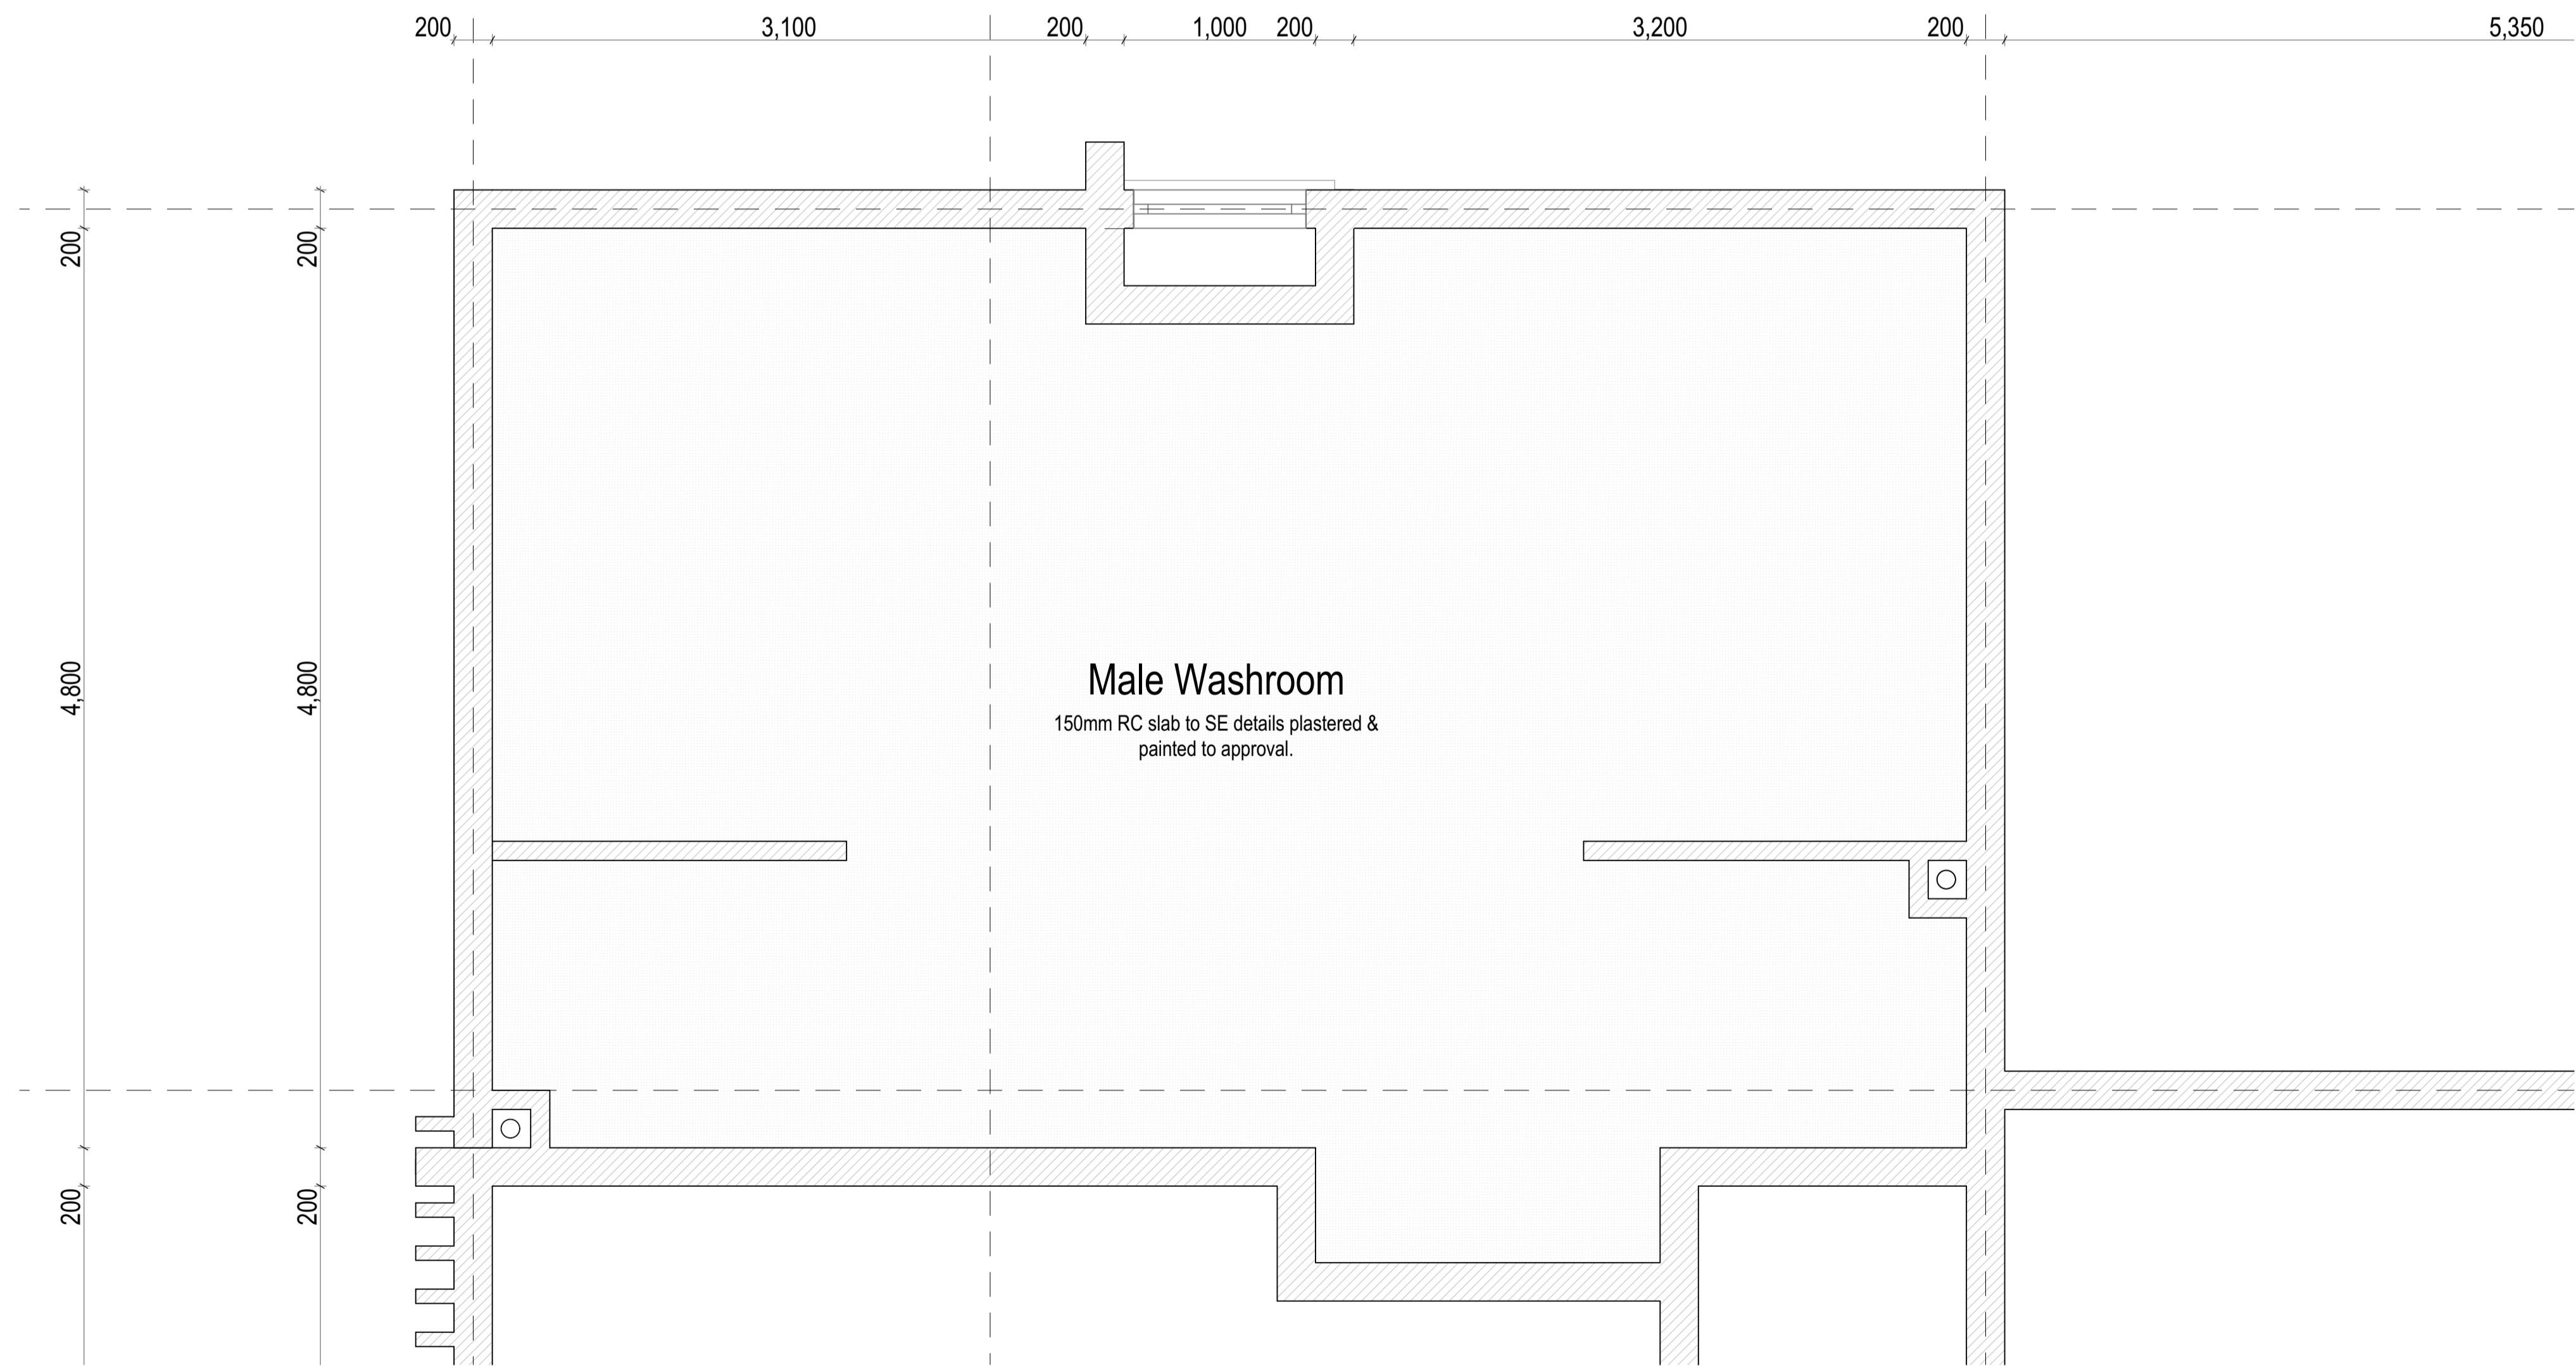 200 3,100 200 1,000 200 3,200 200 5,350
200 200
4,800 4,800
Male Washroom
150mm RC slab to SE details plastered &
painted to approval.
200 200